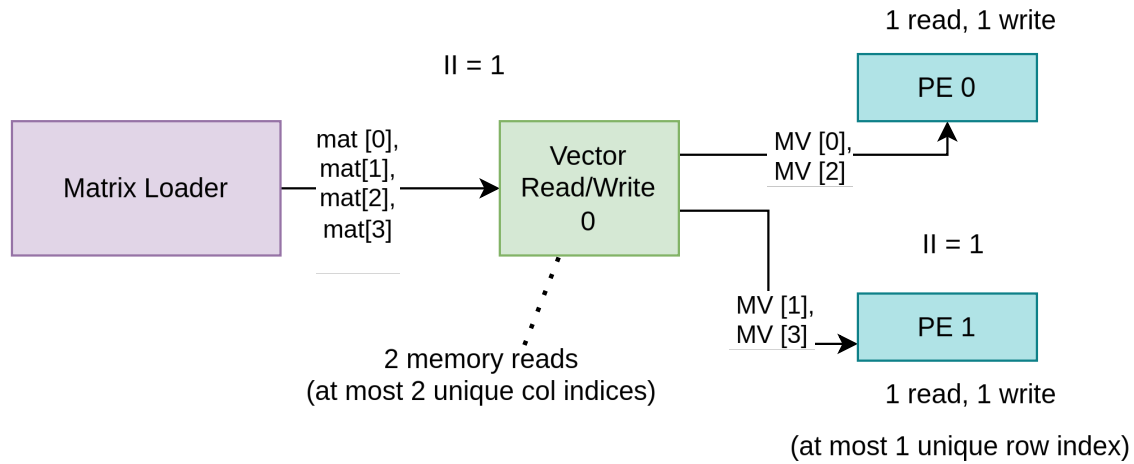 1 read, 1 write
II = 1
PE 0
mat [0],
mat[1],
mat[2],
mat[3]
Matrix Loader
Vector
Read/Write
0
MV [0],
MV [2]
II = 1
MV [1],
MV [3]
PE 1
2 memory reads
(at most 2 unique col indices)
1 read, 1 write
(at most 1 unique row index)